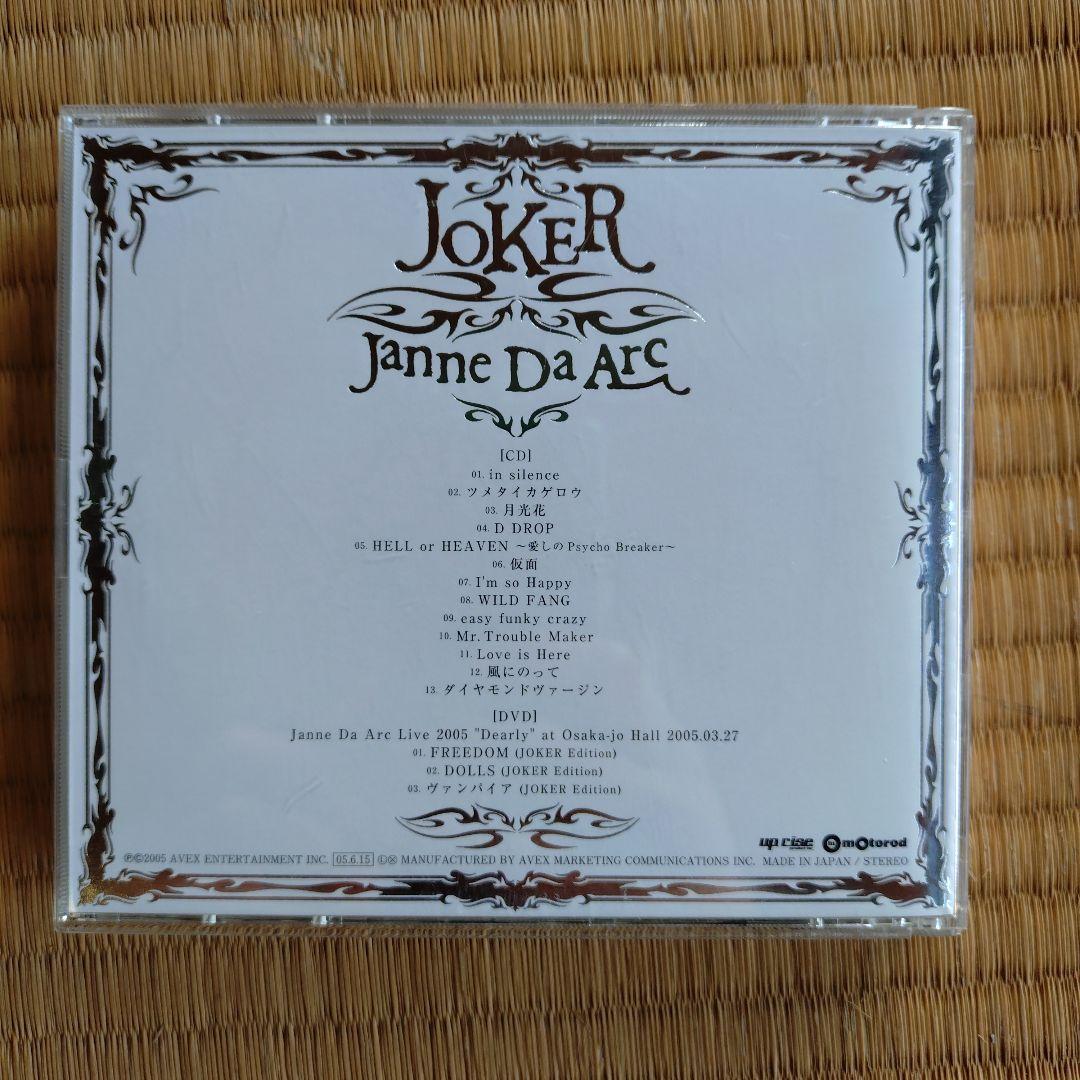 JOKER
Janne Da Arc
[CD]
01. in silence
02. ツメタイカゲロウ
03. 月光花
04. D DROP
05. HELL or HEAVEN ～愛しのPsycho Breaker～
06. 仮面
07. I'm so Happy
08. WILD FANG
09. easy funky crazy
10. Mr. Trouble Maker
11. Love is Here
12. 風にのって
13. ダイヤモンドヴァージン
[DVD]
Janne Da Arc Live 2005 "Dearly" at Osaka-jo Hall 2005.03.27
01. FREEDOM (JOKER Edition)
02. DOLLS (JOKER Edition)
03. ヴァンパイア (JOKER Edition)
up rise motorod
ⓅⒸ2005 AVEX ENTERTAINMENT INC. 05.6.15 Ⓛⓧ MANUFACTURED BY AVEX MARKETING COMMUNICATIONS INC. MADE IN JAPAN / STEREO